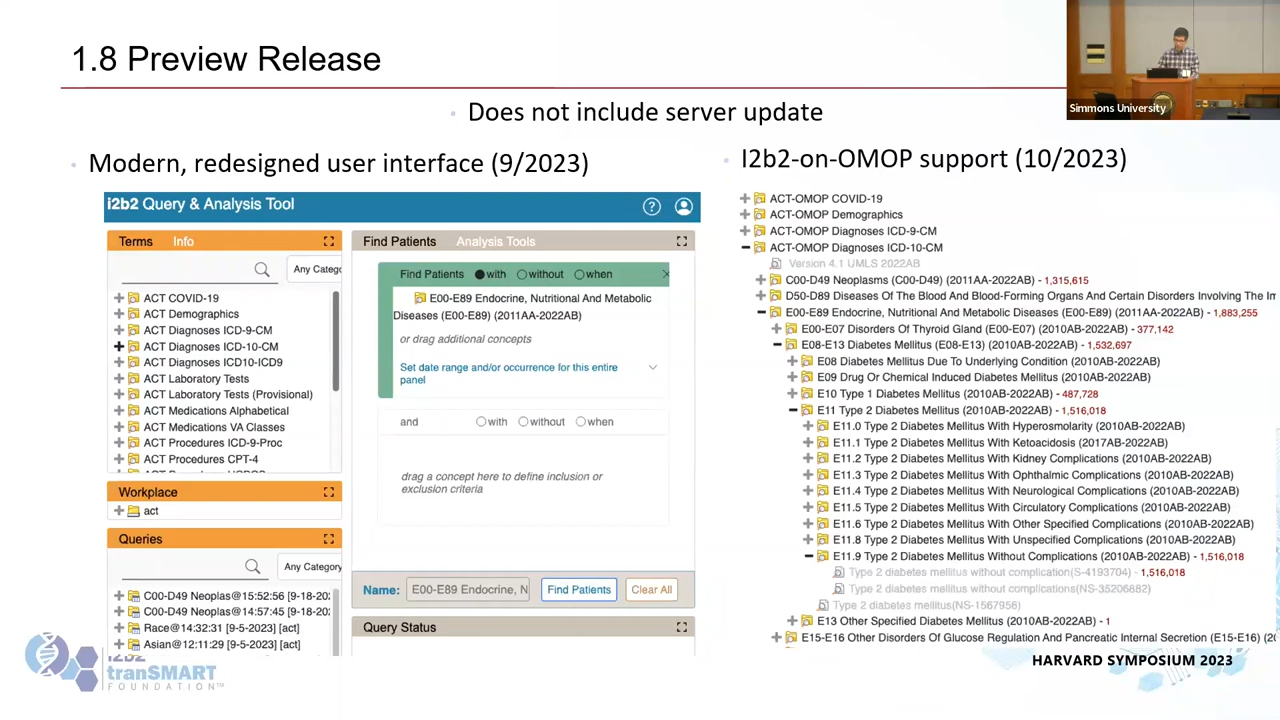 1.8 Preview Release
Simmons University
• Does not include server update
• Modern, redesigned user interface (9/2023)
i2b2 Query & Analysis Tool
Terms Info
Any Categ
ACT COVID-19
ACT Demographics
ACT Diagnoses ICD-9-CM
ACT Diagnoses ICD-10-CM
ACT Diagnoses ICD10-ICD9
ACT Laboratory Tests
ACT Laboratory Tests (Provisional)
ACT Medications Alphabetical
ACT Medications VA Classes
ACT Procedures ICD-9-Proc
ACT Procedures CPT-4
Workplace
act
Queries
Any Category
C00-D49 Neoplas@15:52:56 [9-18-202
C00-D49 Neoplas@14:57:45 [9-18-202
Race@14:32:31 [9-5-2023] [act]
Asian@12:11:29 [9-5-2023] [act]
Find Patients Analysis Tools
Find Patients with without when
E00-E89 Endocrine, Nutritional And Metabolic
Diseases (E00-E89) (2011AA-2022AB)
or drag additional concepts
Set date range and/or occurrence for this entire
panel
and with without when
drag a concept here to define inclusion or
exclusion criteria
Name: E00-E89 Endocrine, N Find Patients Clear All
Query Status
• I2b2-on-OMOP support (10/2023)
ACT-OMOP COVID-19
ACT-OMOP Demographics
ACT-OMOP Diagnoses ICD-9-CM
ACT-OMOP Diagnoses ICD-10-CM
Version 4.1 UMLS 2022AB
C00-D49 Neoplasms (C00-D49) (2011AA-2022AB) - 1,315,615
D50-D89 Diseases Of The Blood And Blood-Forming Organs And Certain Disorders Involving The Im
E00-E89 Endocrine, Nutritional And Metabolic Diseases (E00-E89) (2011AA-2022AB) - 1,883,255
E00-E07 Disorders Of Thyroid Gland (E00-E07) (2010AB-2022AB) - 377,142
E08-E13 Diabetes Mellitus (E08-E13) (2010AB-2022AB) - 1,532,697
E08 Diabetes Mellitus Due To Underlying Condition (2010AB-2022AB)
E09 Drug Or Chemical Induced Diabetes Mellitus (2010AB-2022AB)
E10 Type 1 Diabetes Mellitus (2010AB-2022AB) - 487,728
E11 Type 2 Diabetes Mellitus (2010AB-2022AB) - 1,516,018
E11.0 Type 2 Diabetes Mellitus With Hyperosmolarity (2010AB-2022AB)
E11.1 Type 2 Diabetes Mellitus With Ketoacidosis (2017AB-2022AB)
E11.2 Type 2 Diabetes Mellitus With Kidney Complications (2010AB-2022AB)
E11.3 Type 2 Diabetes Mellitus With Ophthalmic Complications (2010AB-2022AB)
E11.4 Type 2 Diabetes Mellitus With Neurological Complications (2010AB-2022AB)
E11.5 Type 2 Diabetes Mellitus With Circulatory Complications (2010AB-2022AB)
E11.6 Type 2 Diabetes Mellitus With Other Specified Complications (2010AB-2022AB)
E11.8 Type 2 Diabetes Mellitus With Unspecified Complications (2010AB-2022AB)
E11.9 Type 2 Diabetes Mellitus Without Complications (2010AB-2022AB) - 1,516,018
Type 2 diabetes mellitus without complication(S-4193704) - 1,516,018
Type 2 diabetes mellitus without complications(NS-35206882)
Type 2 diabetes mellitus(NS-1567956)
E13 Other Specified Diabetes Mellitus (2010AB-2022AB) - 1
E15-E16 Other Disorders Of Glucose Regulation And Pancreatic Internal Secretion (E15-E16) (20
i2b2
tranSMART
FOUNDATION™
HARVARD SYMPOSIUM 2023